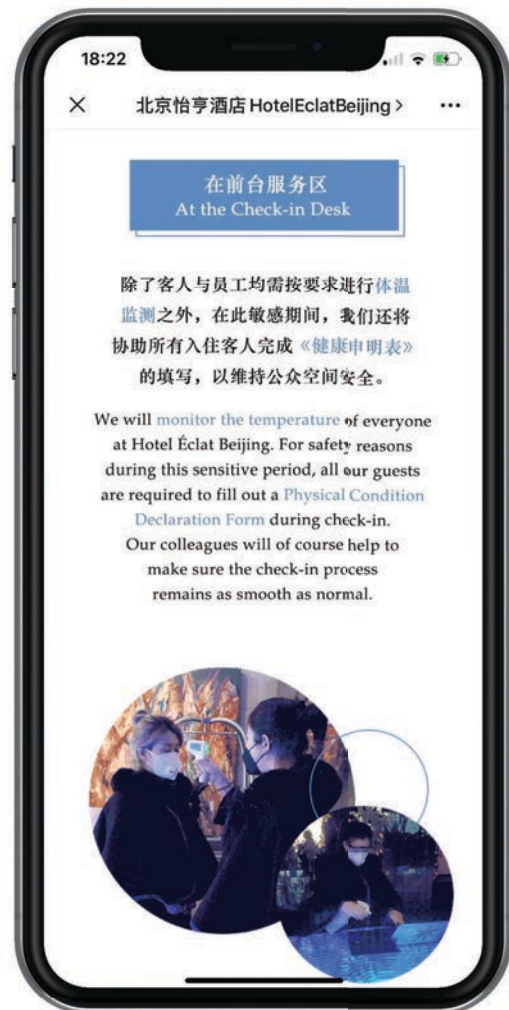 18:22
北京怡亨酒店 HotelEclatBeijing >
在前台服务区
At the Check-in Desk
除了客人与员工均需按要求进行体温
监测之外，在此敏感期间，我们还将
协助所有入住客人完成《健康申明表》
的填写，以维持公众空间安全。
We will monitor the temperature of everyone
at Hotel Éclat Beijing. For safety reasons
during this sensitive period, all our guests
are required to fill out a Physical Condition
Declaration Form during check-in.
Our colleagues will of course help to
make sure the check-in process
remains as smooth as normal.